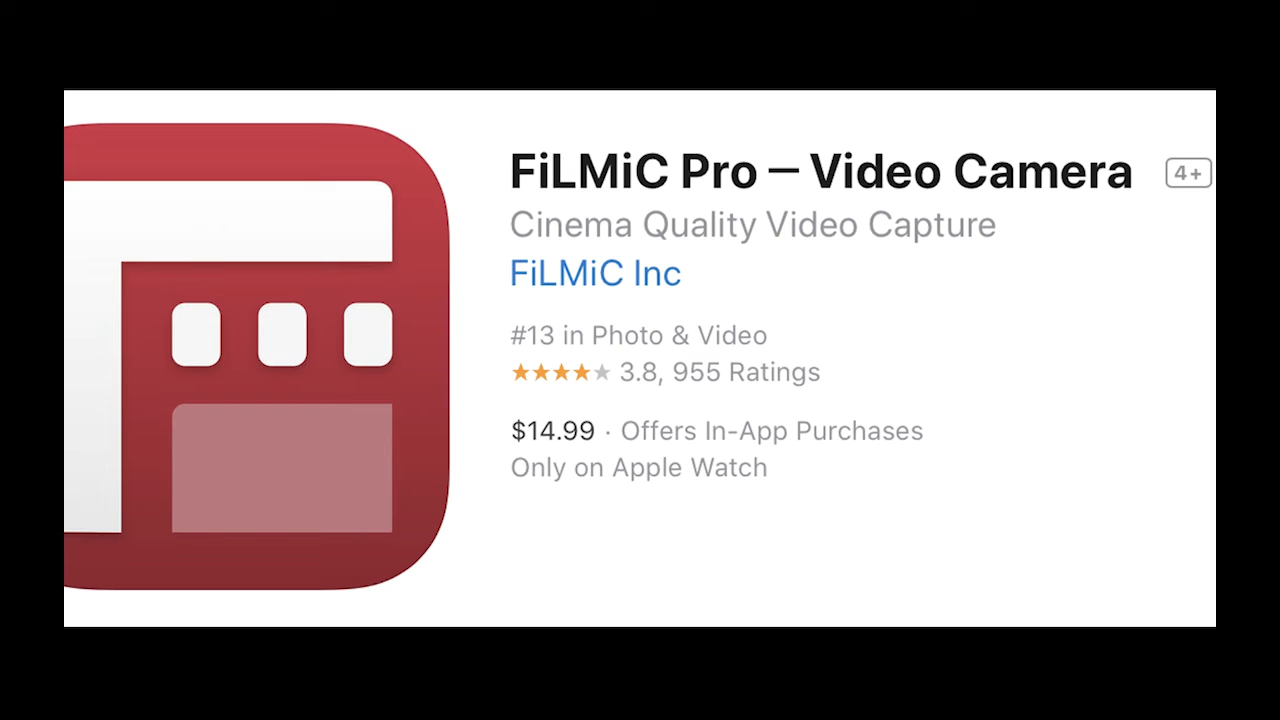 FiLMiC Pro – Video Camera 4+
Cinema Quality Video Capture
FiLMiC Inc
#13 in Photo & Video
★★★★★ 3.8, 955 Ratings
$14.99 · Offers In-App Purchases
Only on Apple Watch